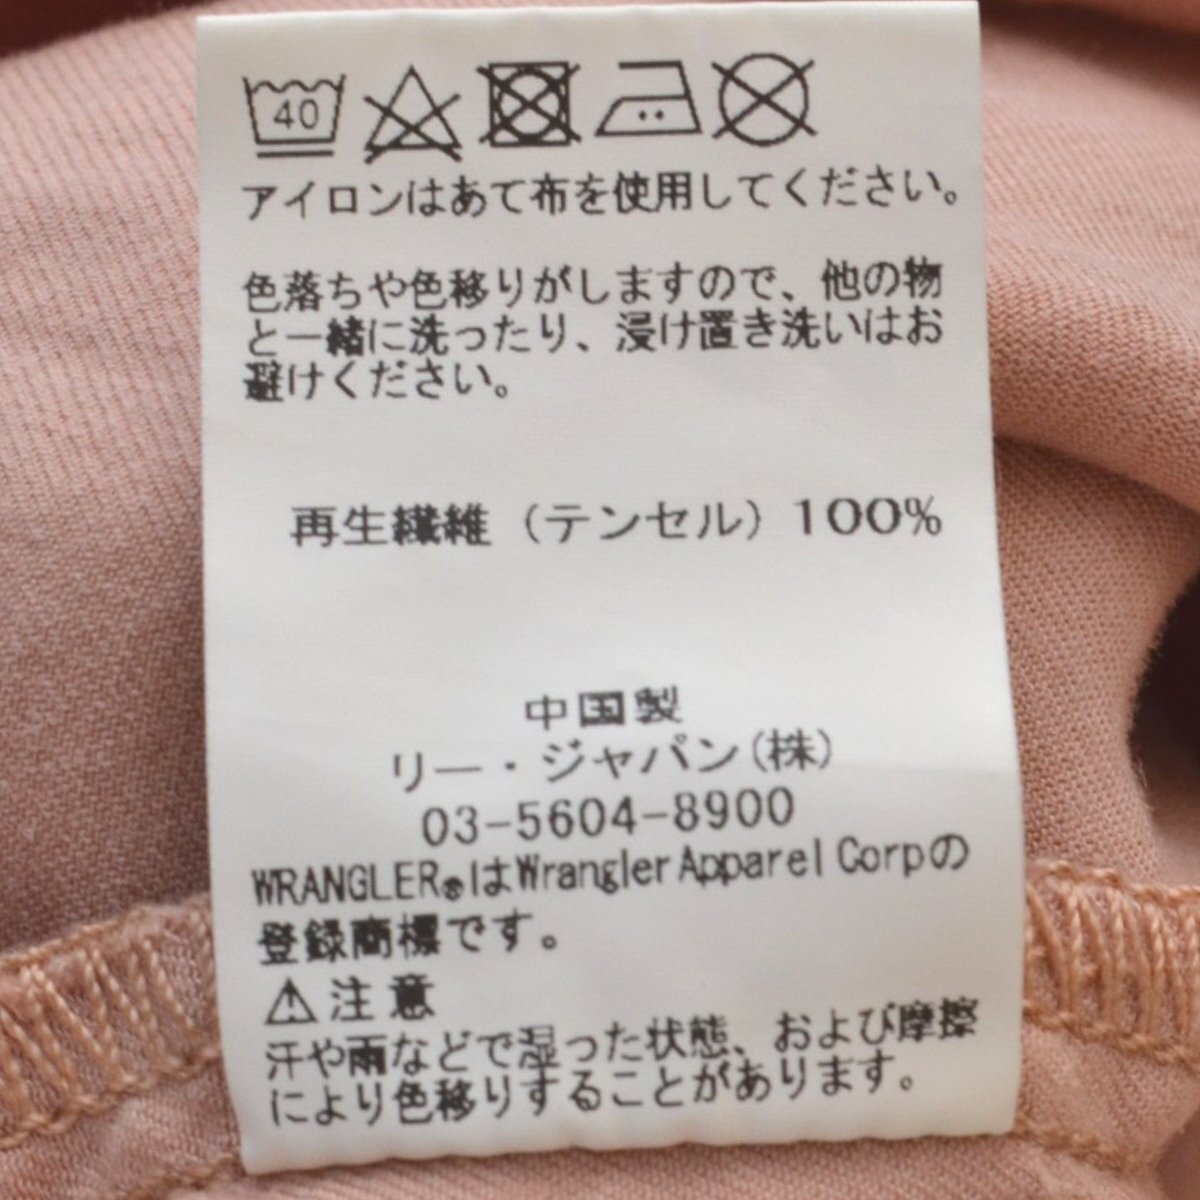 40
アイロンはあて布を使用してください。
色落ちや色移りがしますので、他の物
と一緒に洗ったり、浸け置き洗いはお
避けください。
再生繊維（テンセル）100%
中国製
リー・ジャパン(株)
03-5604-8900
WRANGLER®はWrangler Apparel Corpの
登録商標です。
⚠注意
汗や雨などで湿った状態、および摩擦
により色移りすることがあります。